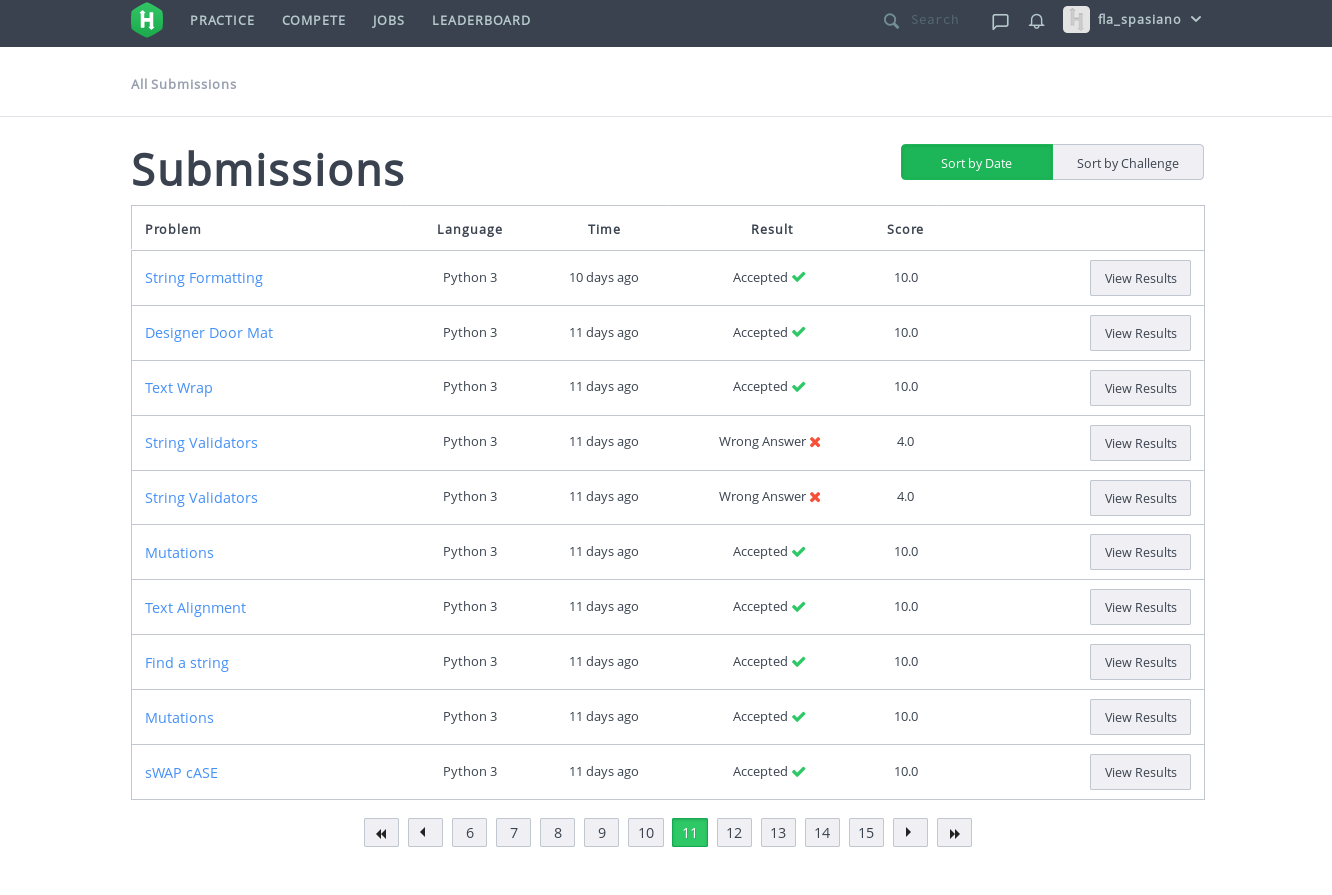 PRACTICE COMPETE JOBS LEADERBOARD Search fla_spasiano
All Submissions
Submissions Sort by Date Sort by Challenge
Problem Language Time Result Score
String Formatting Python 3 10 days ago Accepted 10.0 View Results
Designer Door Mat Python 3 11 days ago Accepted 10.0 View Results
Text Wrap Python 3 11 days ago Accepted 10.0 View Results
String Validators Python 3 11 days ago Wrong Answer 4.0 View Results
String Validators Python 3 11 days ago Wrong Answer 4.0 View Results
Mutations Python 3 11 days ago Accepted 10.0 View Results
Text Alignment Python 3 11 days ago Accepted 10.0 View Results
Find a string Python 3 11 days ago Accepted 10.0 View Results
Mutations Python 3 11 days ago Accepted 10.0 View Results
sWAP cASE Python 3 11 days ago Accepted 10.0 View Results
6 7 8 9 10 11 12 13 14 15